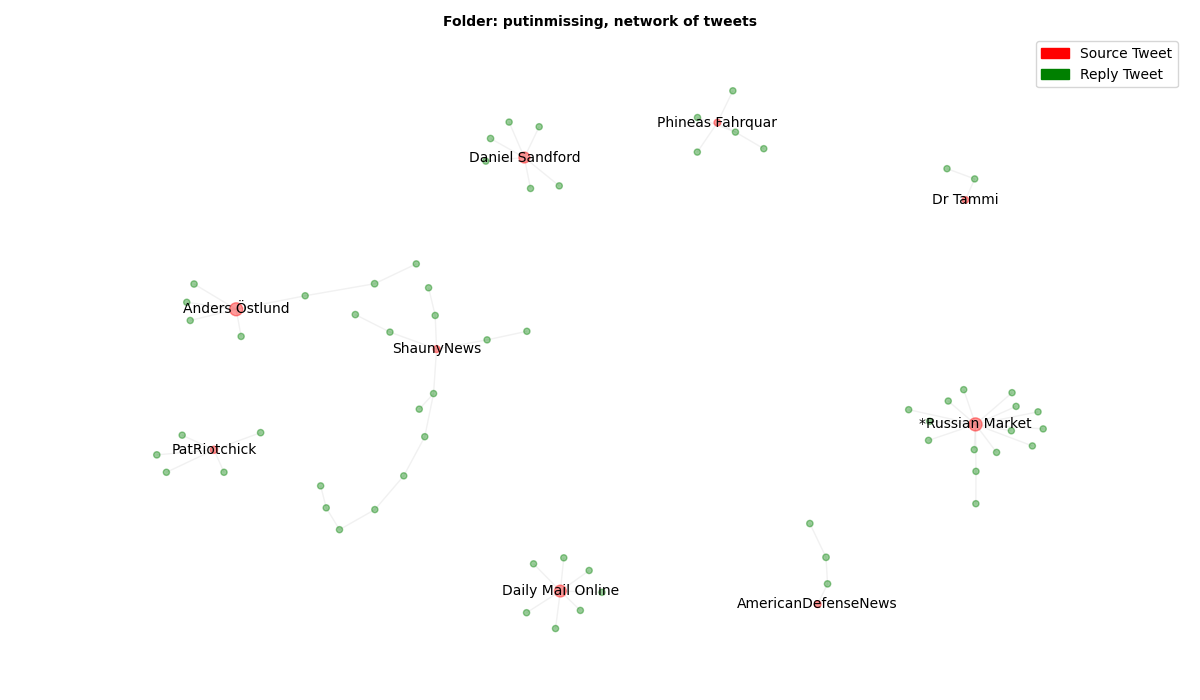 Folder: putinmissing, network of tweets
Source Tweet
Reply Tweet
Phineas Fahrquar
Daniel Sandford
Dr Tammi
Anders Östlund
ShaunyNews
*Russian Market
PatRiotchick
Daily Mail Online
AmericanDefenseNews